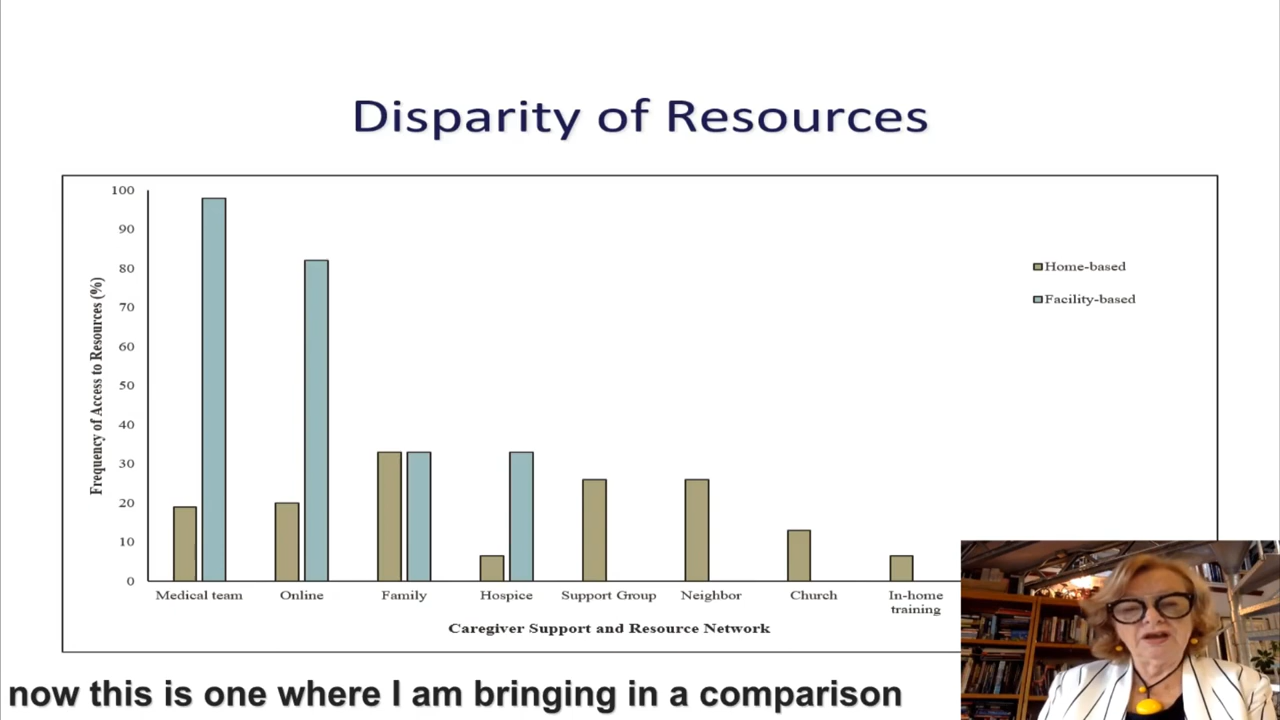 Disparity of Resources
100
90
80
70
60
50
40
30
20
10
0
Frequency of Access to Resources (%)
Home-based
Facility-based
Medical team
Online
Family
Hospice
Support Group
Neighbor
Church
In-home
training
Caregiver Support and Resource Network
now this is one where I am bringing in a comparison